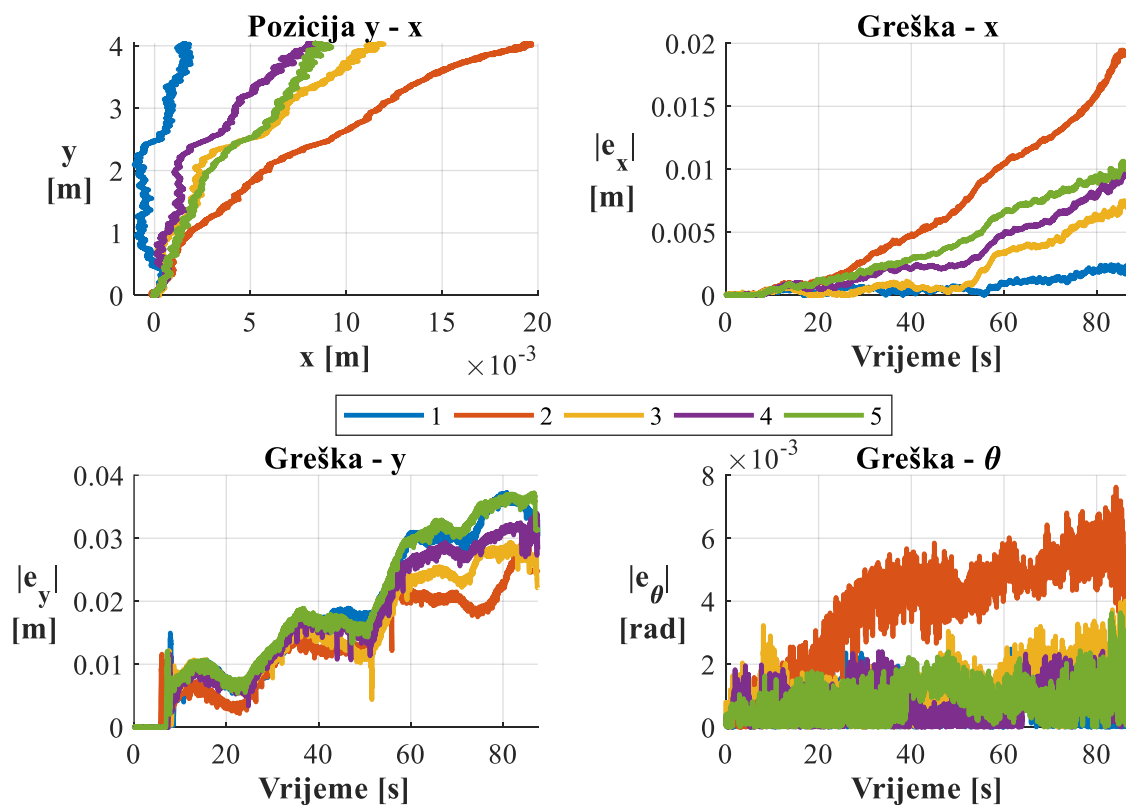 Pozicija y - x
4
3
2
1
0
y
[m]
0
5
10
15
20
x [m]
×10^-3
Greška - x
0.02
0.015
0.01
0.005
0
|e_x|
[m]
0
20
40
60
80
Vrijeme [s]
1 2 3 4 5
Greška - y
0.04
0.03
0.02
0.01
0
|e_y|
[m]
0
20
40
60
80
Vrijeme [s]
×10^-3
Greška - θ
8
6
4
2
0
|e_θ|
[rad]
0
20
40
60
80
Vrijeme [s]